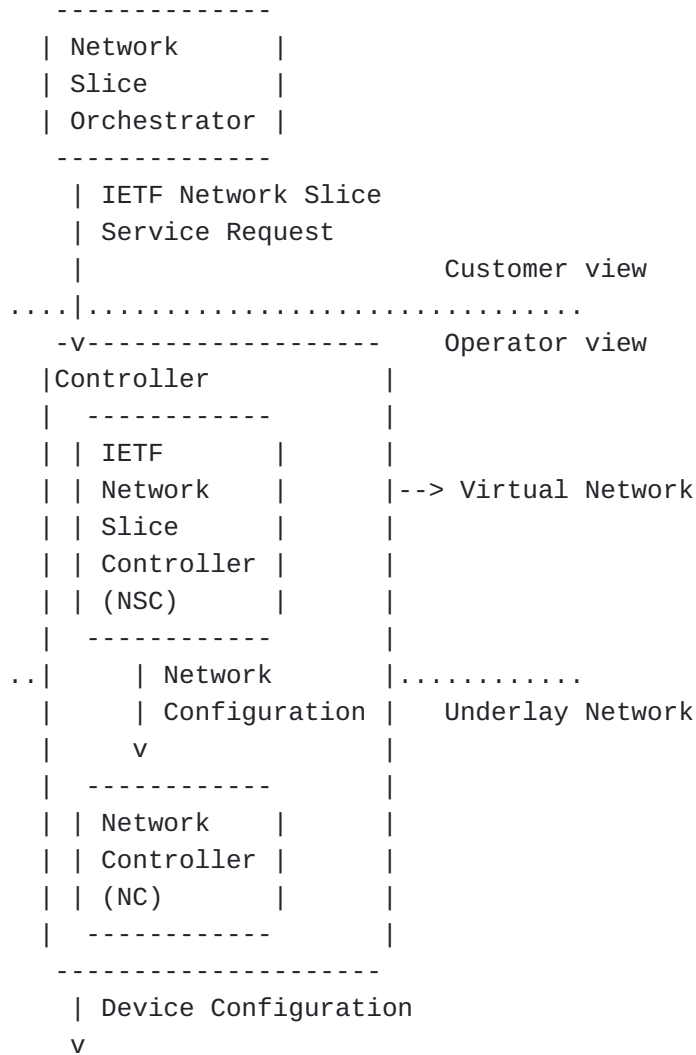 --------------
| Network      |
| Slice        |
| Orchestrator |
--------------
| IETF Network Slice
| Service Request
|                       Customer view
....|................................
-v-------------------    Operator view
|Controller            |
|  ------------        |
| | IETF       |       |
| | Network    |       |--> Virtual Network
| | Slice      |       |
| | Controller |       |
| | (NSC)      |       |
|  ------------        |
..|     | Network        |............
|     | Configuration |   Underlay Network
|     v                |
|  ------------        |
| | Network    |       |
| | Controller |       |
| | (NC)       |       |
|  ------------        |
---------------------
| Device Configuration
v